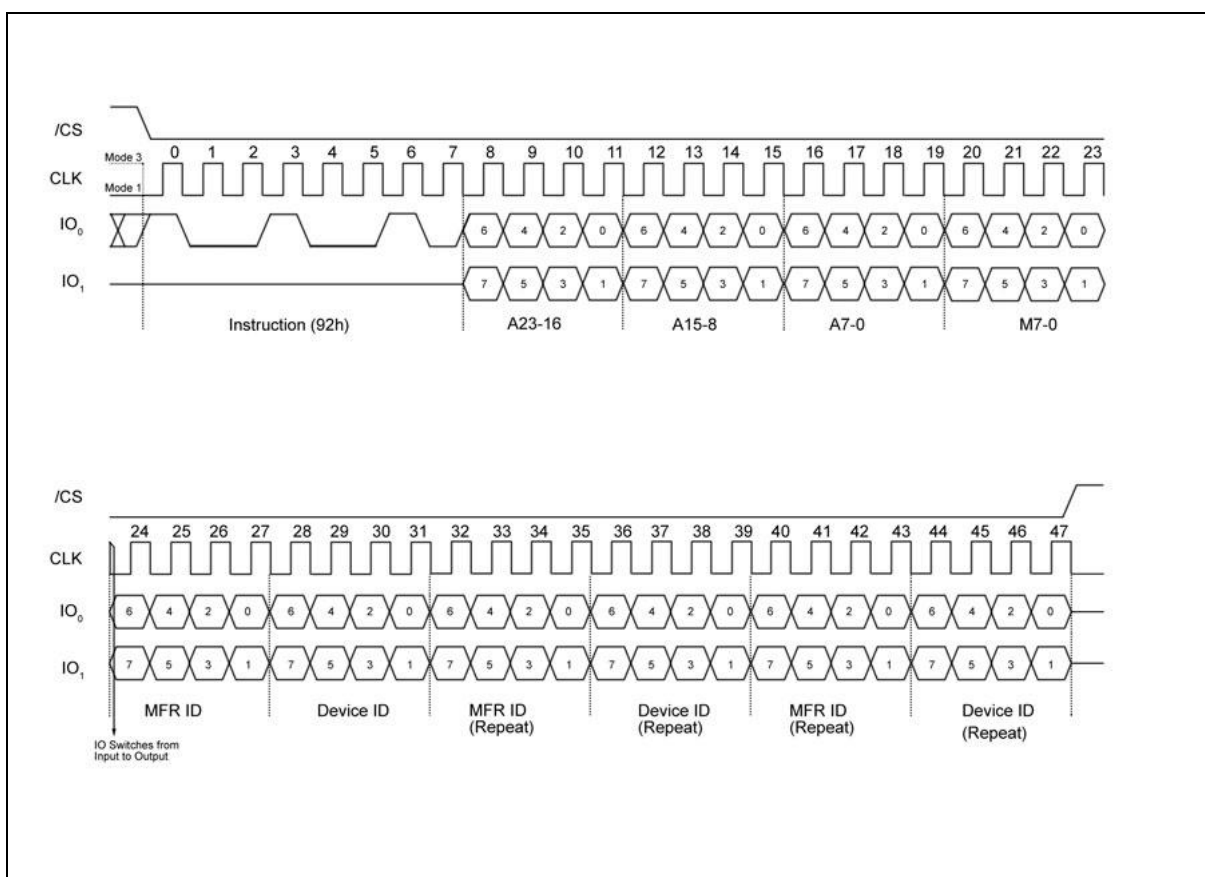 /CS
Mode 3 0 1 2 3 4 5 6 7 8 9 10 11 12 13 14 15 16 17 18 19 20 21 22 23
CLK
Mode 1
IO0 6 4 2 0 6 4 2 0 6 4 2 0 6 4 2 0
IO1 7 5 3 1 7 5 3 1 7 5 3 1 7 5 3 1
Instruction (92h) A23-16 A15-8 A7-0 M7-0
/CS
24 25 26 27 28 29 30 31 32 33 34 35 36 37 38 39 40 41 42 43 44 45 46 47
CLK
IO0 6 4 2 0 6 4 2 0 6 4 2 0 6 4 2 0 6 4 2 0 6 4 2 0
IO1 7 5 3 1 7 5 3 1 7 5 3 1 7 5 3 1 7 5 3 1 7 5 3 1
MFR ID Device ID MFR ID Device ID MFR ID Device ID
(Repeat) (Repeat) (Repeat) (Repeat)
IO Switches from
Input to Output